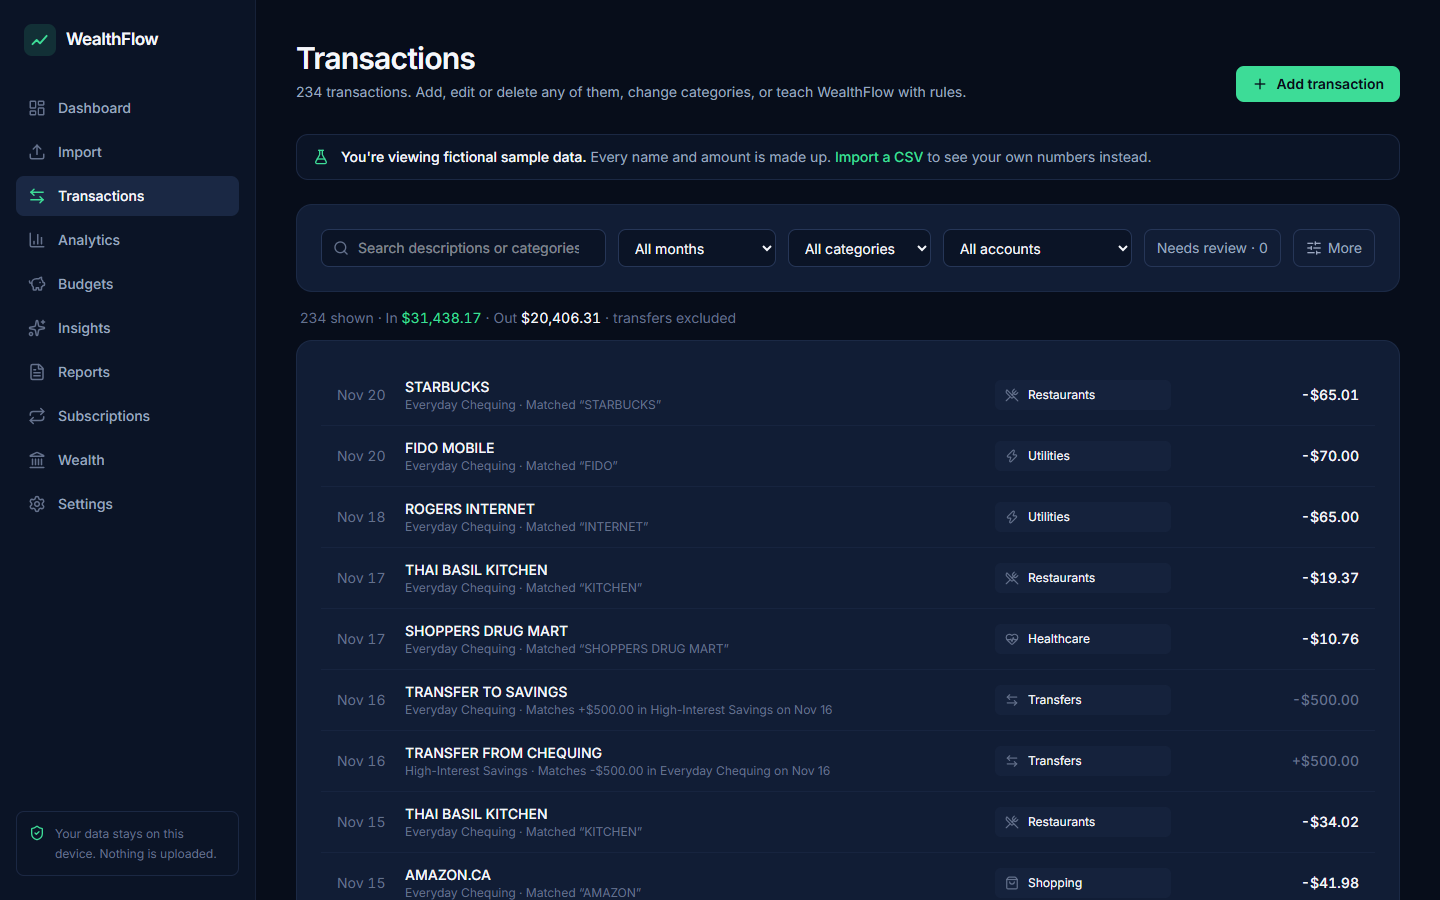 WealthFlow
Dashboard
Import
Transactions
Analytics
Budgets
Insights
Reports
Subscriptions
Wealth
Settings
Your data stays on this
device. Nothing is uploaded.
Transactions
234 transactions. Add, edit or delete any of them, change categories, or teach WealthFlow with rules.
Add transaction
You're viewing fictional sample data. Every name and amount is made up. Import a CSV to see your own numbers instead.
Search descriptions or categories
All months
All categories
All accounts
Needs review · 0
More
234 shown · In $31,438.17 · Out $20,406.31 · transfers excluded
Nov 20
STARBUCKS
Everyday Chequing · Matched “STARBUCKS”
Restaurants
-$65.01
Nov 20
FIDO MOBILE
Everyday Chequing · Matched “FIDO”
Utilities
-$70.00
Nov 18
ROGERS INTERNET
Everyday Chequing · Matched “INTERNET”
Utilities
-$65.00
Nov 17
THAI BASIL KITCHEN
Everyday Chequing · Matched “KITCHEN”
Restaurants
-$19.37
Nov 17
SHOPPERS DRUG MART
Everyday Chequing · Matched “SHOPPERS DRUG MART”
Healthcare
-$10.76
Nov 16
TRANSFER TO SAVINGS
Everyday Chequing · Matches +$500.00 in High-Interest Savings on Nov 16
Transfers
-$500.00
Nov 16
TRANSFER FROM CHEQUING
High-Interest Savings · Matches -$500.00 in Everyday Chequing on Nov 16
Transfers
+$500.00
Nov 15
THAI BASIL KITCHEN
Everyday Chequing · Matched “KITCHEN”
Restaurants
-$34.02
Nov 15
AMAZON.CA
Everyday Chequing · Matched “AMAZON”
Shopping
-$41.98